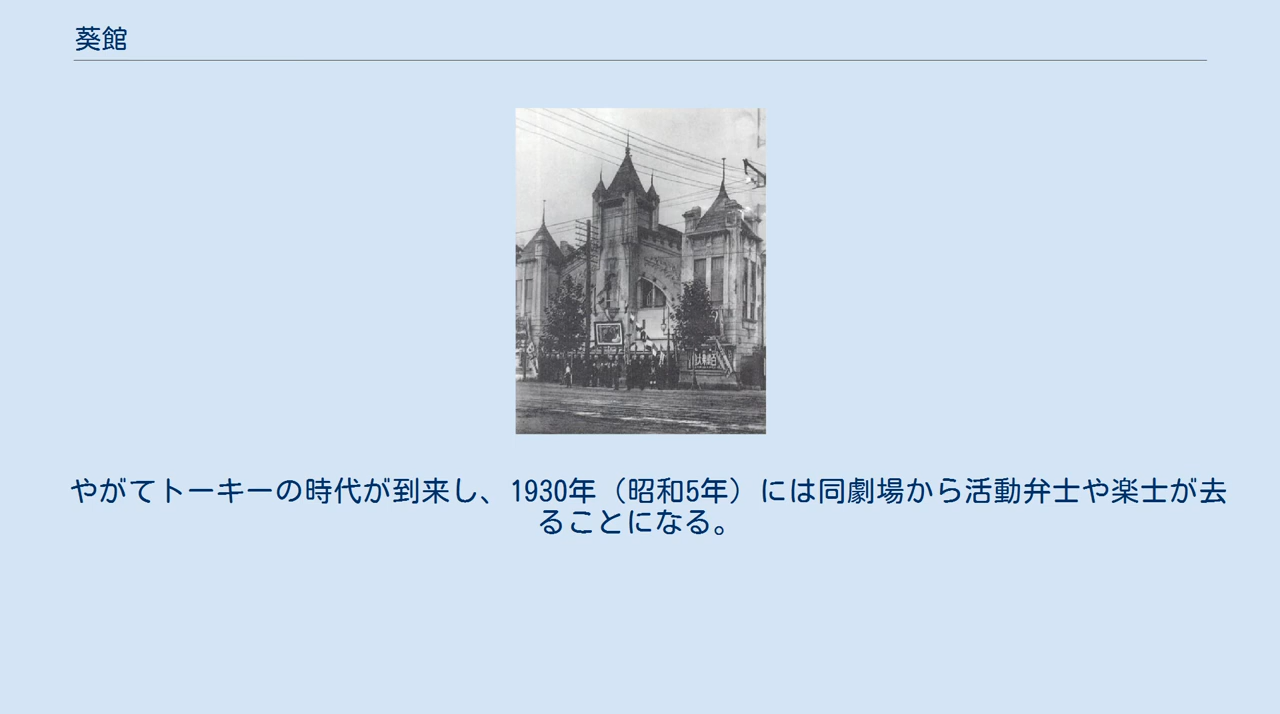 葵館
やがてトーキーの時代が到来し、1930年（昭和5年）には同劇場から活動弁士や楽士が去
ることになる。